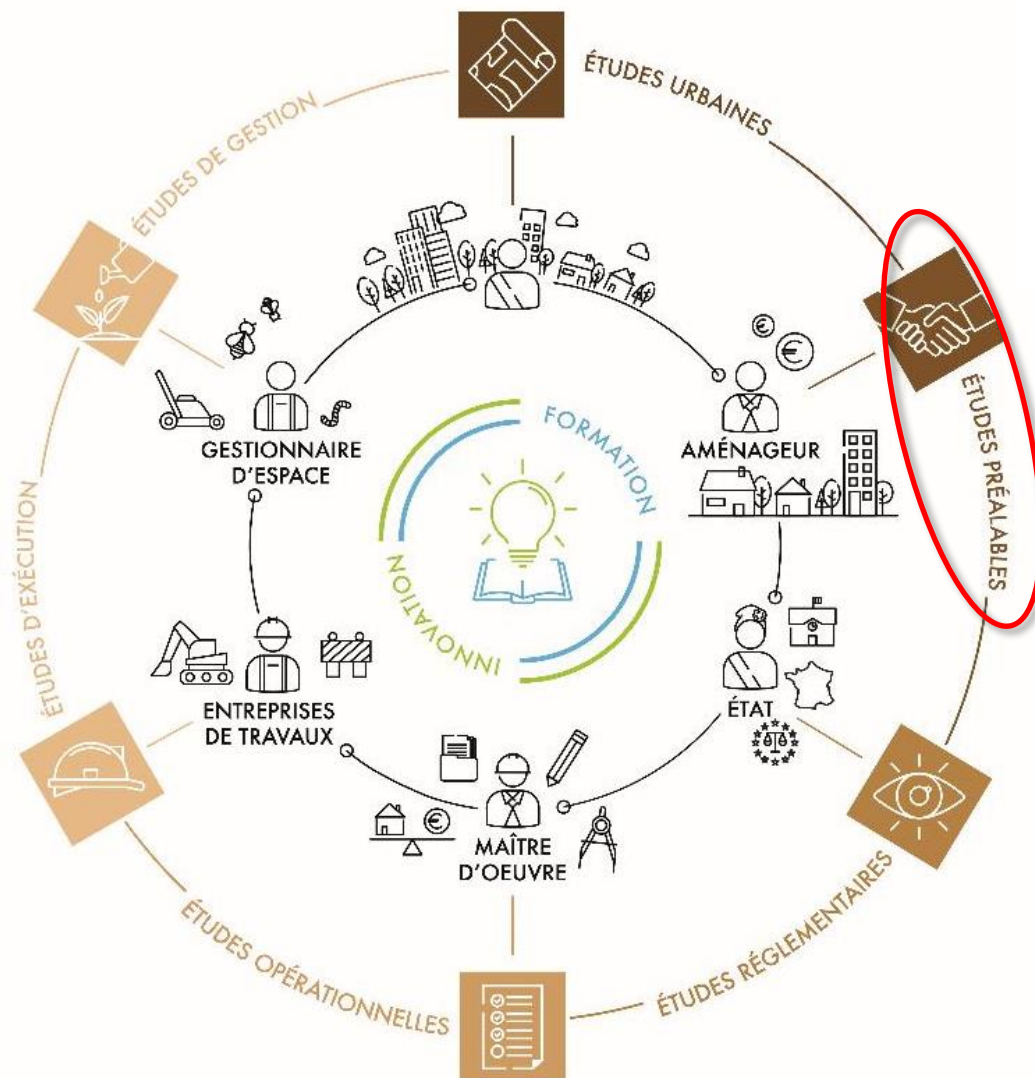 ÉTUDES URBAINES
ÉTUDES PRÉALABLES
ÉTUDES RÉGLEMENTAIRES
ÉTUDES OPÉRATIONNELLES
ÉTUDES D'EXÉCUTION
ÉTUDES DE GESTION
AMÉNAGEUR
ÉTAT
MAÎTRE
D'OEUVRE
ENTREPRISES
DE TRAVAUX
GESTIONNAIRE
D'ESPACE
FORMATION
INNOVATION
€
€
€